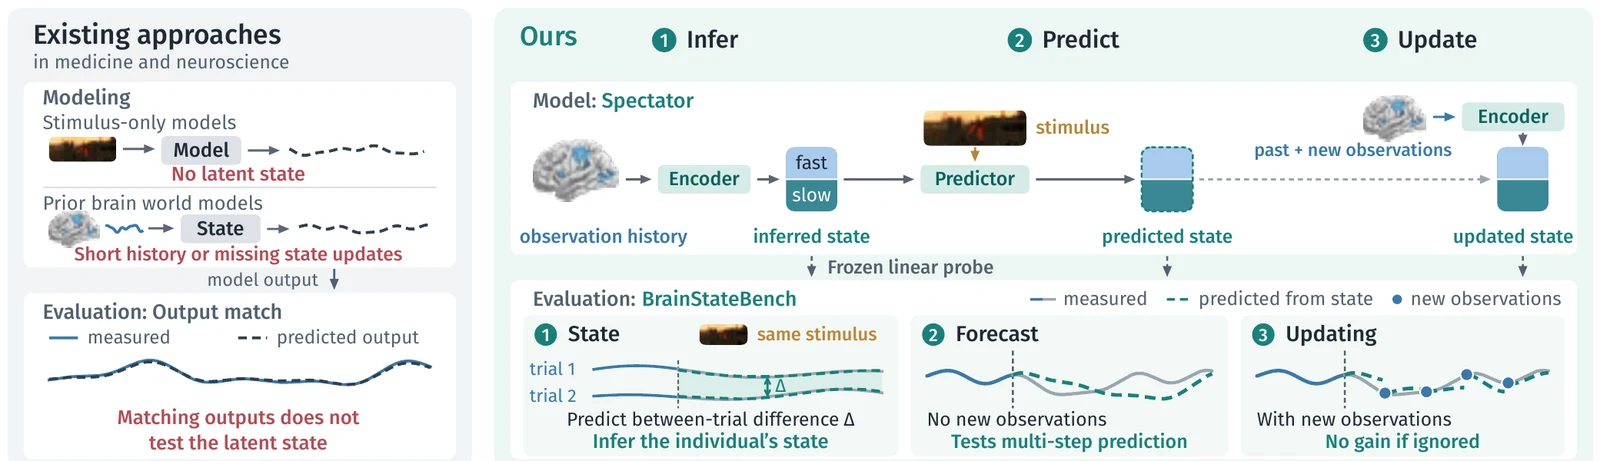 Existing approaches
in medicine and neuroscience
Modeling
Stimulus-only models
Model
No latent state
Prior brain world models
State
Short history or missing state updates
model output
Evaluation: Output match
measured
predicted output
Matching outputs does not
test the latent state
Ours
1 Infer
2 Predict
3 Update
Model: Spectator
observation history
Encoder
fast
slow
inferred state
stimulus
Predictor
predicted state
Encoder
past + new observations
updated state
Frozen linear probe
Evaluation: BrainStateBench
measured
predicted from state
new observations
1 State
same stimulus
trial 1
trial 2
Δ
Predict between-trial difference Δ
Infer the individual's state
2 Forecast
No new observations
Tests multi-step prediction
3 Updating
With new observations
No gain if ignored